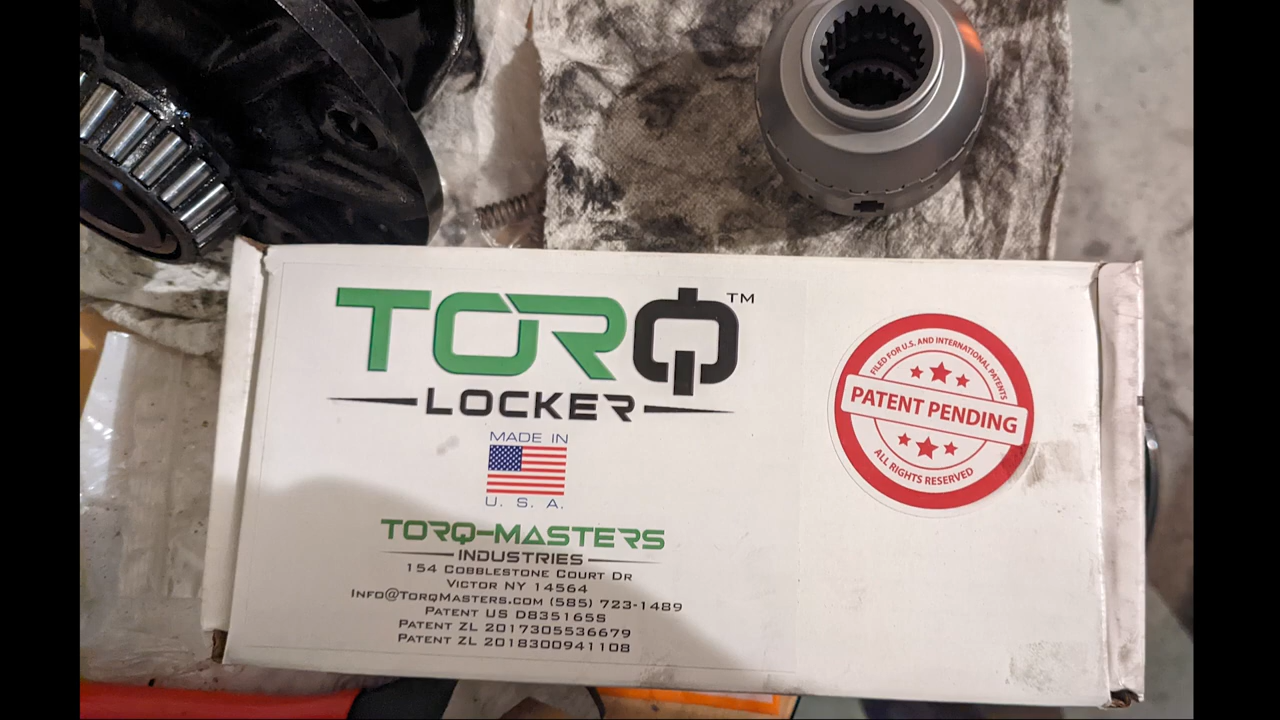 TORQ™
LOCKER
MADE IN
U. S. A.
TORQ-MASTERS
INDUSTRIES
154 COBBLESTONE COURT DR
VICTOR NY 14564
INFO@TORQMASTERS.COM (585) 723-1489
PATENT US D835165S
PATENT ZL 2017305536679
PATENT ZL 2018300941108
FILED FOR U.S. AND INTERNATIONAL PATENTS
PATENT PENDING
ALL RIGHTS RESERVED